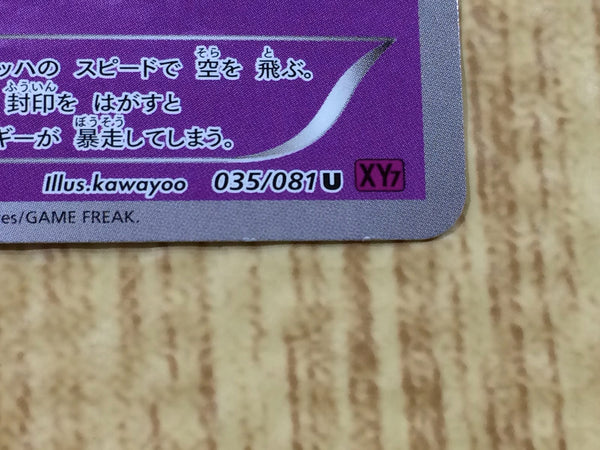 ッハの スピードで 空を 飛ぶ。
封印を はがすと
ギーが 暴走してしまう。
Illus.kawayoo 035/081 U XY7
es/GAME FREAK.